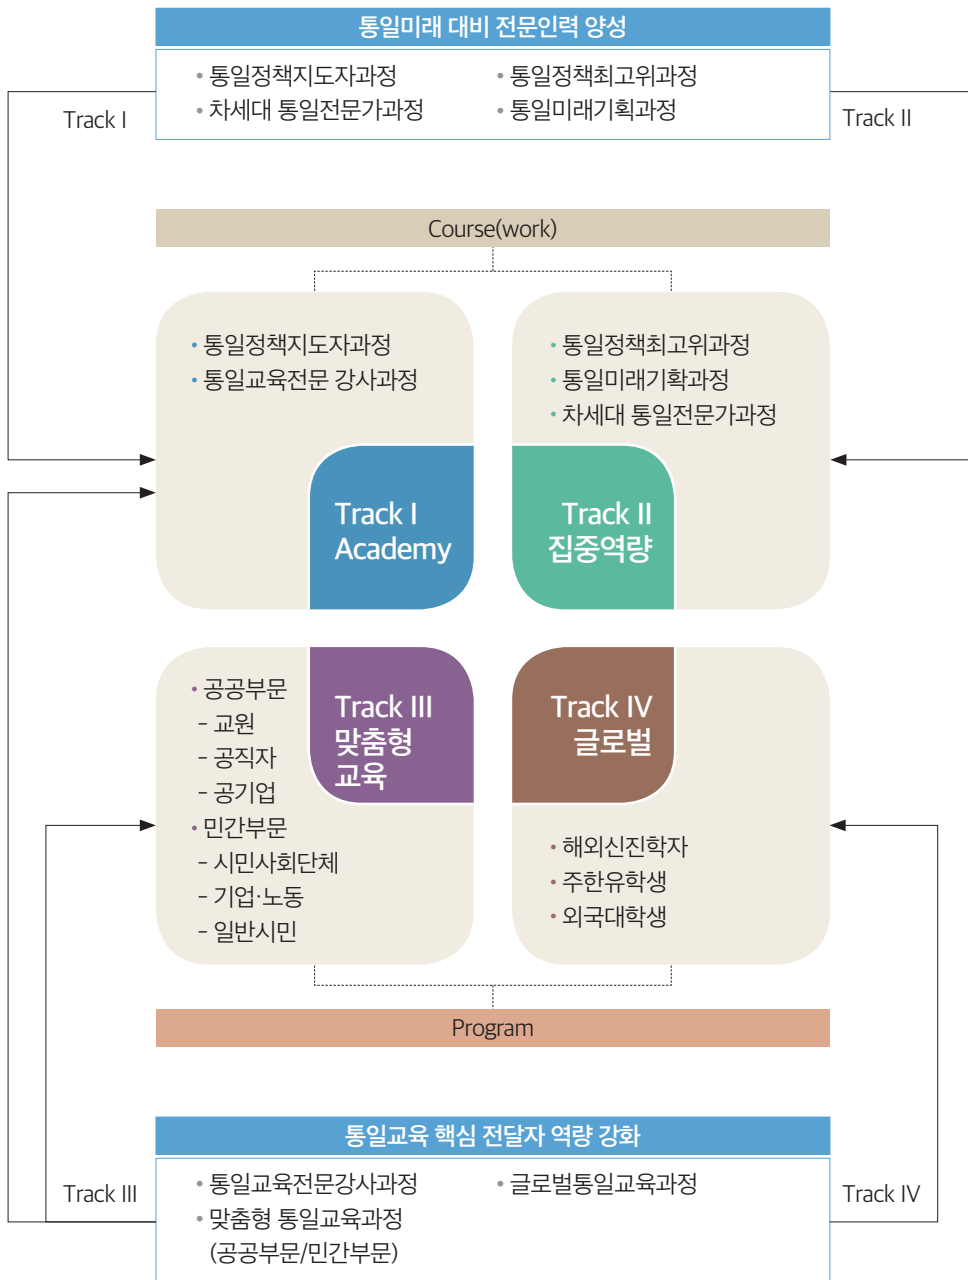 통일미래 대비 전문인력 양성
• 통일정책지도자과정
• 통일정책최고위과정
• 차세대 통일전문가과정
• 통일미래기획과정
Track I
Track II
Course(work)
• 통일정책지도자과정
• 통일교육전문 강사과정
Track I
Academy
• 통일정책최고위과정
• 통일미래기획과정
• 차세대 통일전문가과정
Track II
집중역량
• 공공부문
- 교원
- 공직자
- 공기업
• 민간부문
- 시민사회단체
- 기업·노동
- 일반시민
Track III
맞춤형
교육
Track IV
글로벌
• 해외신진학자
• 주한유학생
• 외국대학생
Program
통일교육 핵심 전달자 역량 강화
• 통일교육전문강사과정
• 글로벌통일교육과정
• 맞춤형 통일교육과정
(공공부문/민간부문)
Track III
Track IV